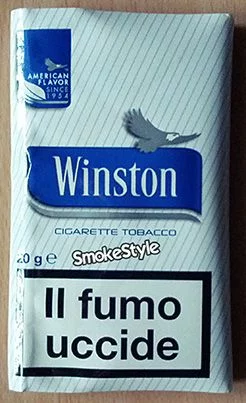 AMERICAN
FLAVOR
SINCE
1954
Winston
CIGARETTE TOBACCO
SmokeStyle
20 g e
Il fumo
uccide